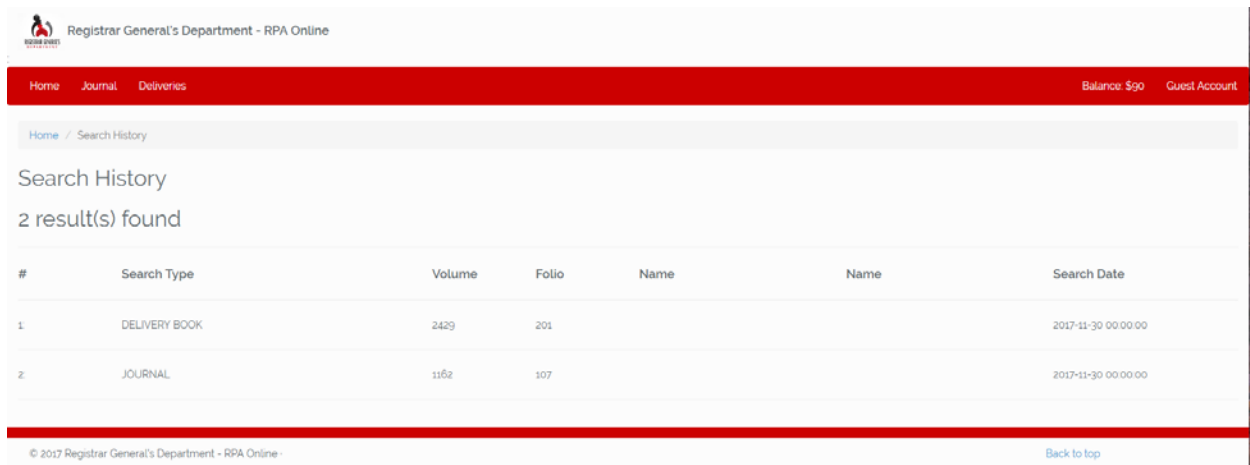 Registrar General's Department - RPA Online
Home Journal Deliveries Balance: $90 Guest Account
Home / Search History
Search History
2 result(s) found
# Search Type Volume Folio Name Name Search Date
1: DELIVERY BOOK 2429 201 2017-11-30 00:00:00
2: JOURNAL 1162 107 2017-11-30 00:00:00
© 2017 Registrar General's Department - RPA Online · Back to top